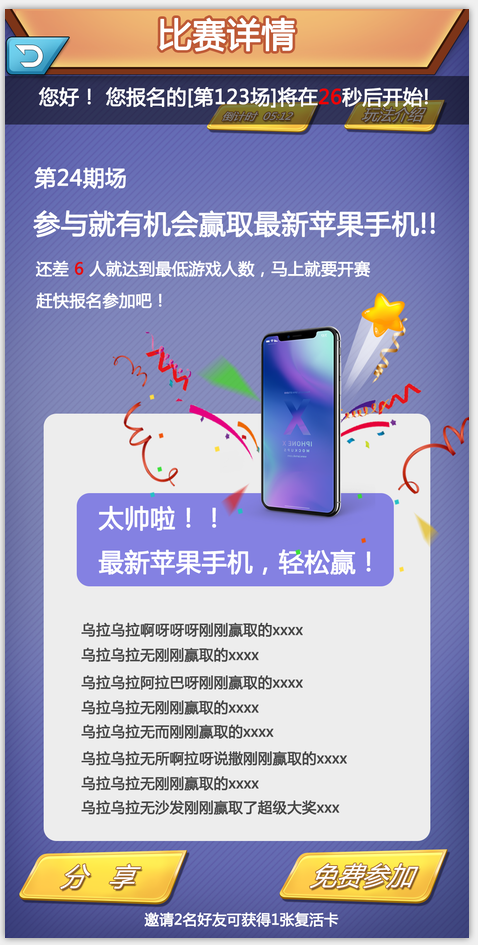 比赛详情
您好！ 您报名的[第123场]将在26秒后开始!
倒计时 05:12
玩法介绍
第24期场
参与就有机会赢取最新苹果手机!!
还差 6 人就达到最低游戏人数，马上就要开赛
赶快报名参加吧！
太帅啦！！
最新苹果手机，轻松赢！
乌拉乌拉啊呀呀呀刚刚赢取的xxxx
乌拉乌拉无刚刚赢取的xxxx
乌拉乌拉阿拉巴呀刚刚赢取的xxxx
乌拉乌拉无刚刚赢取的xxxx
乌拉乌拉无而刚刚赢取的xxxx
乌拉乌拉无所啊拉呀说撒刚刚赢取的xxxx
乌拉乌拉无刚刚赢取的xxxx
乌拉乌拉无沙发刚刚赢取了超级大奖xxx
分 享
免费参加
邀请2名好友可获得1张复活卡